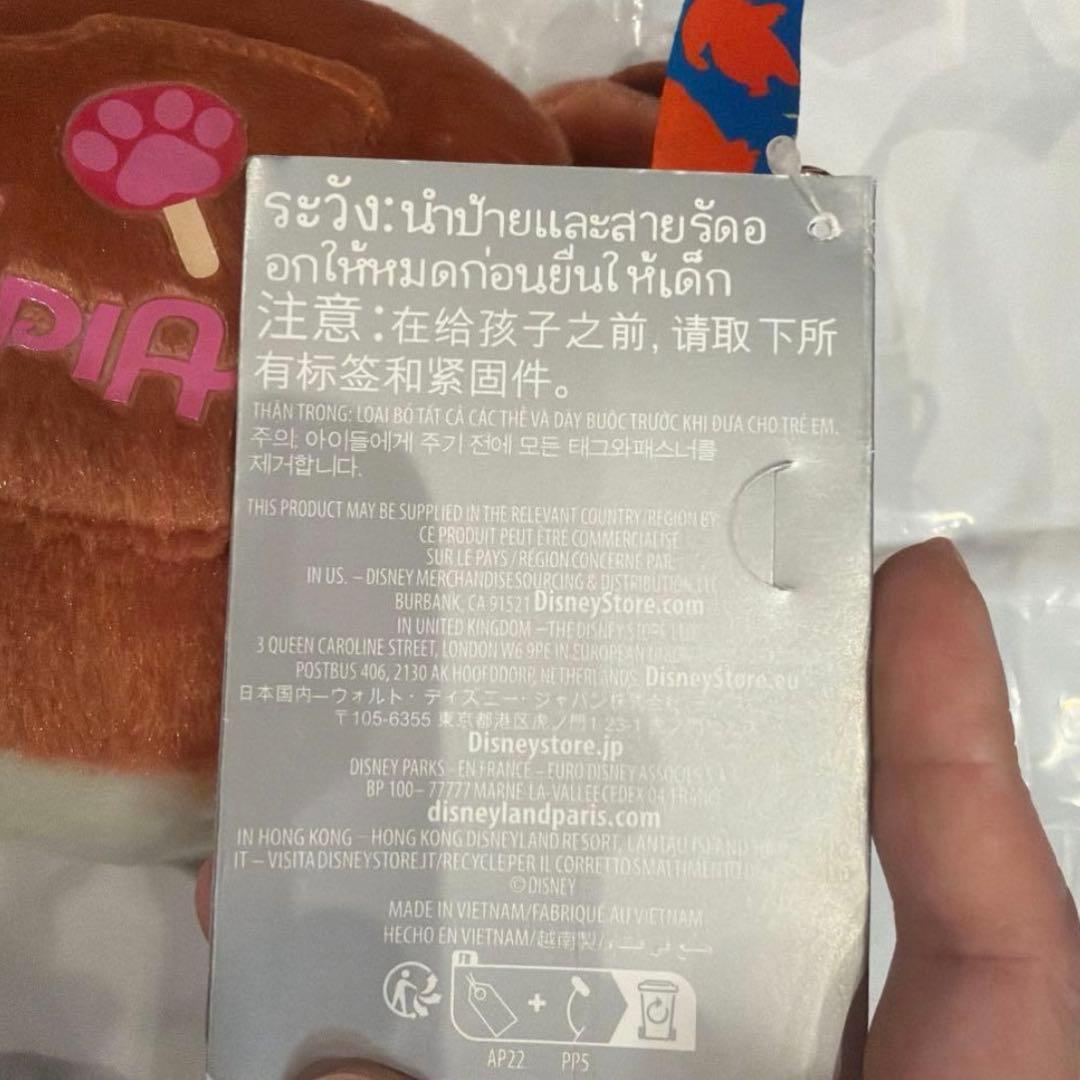 PIA
ระวัง:นำป้ายและสายรัดอ
อกให้หมดก่อนยื่นให้เด็ก
注意:在给孩子之前,请取下所
有标签和紧固件。
THẬN TRỌNG: LOẠI BỎ TẤT CẢ CÁC THẺ VÀ DÂY BUỘC TRƯỚC KHI ĐƯA CHO TRẺ EM.
주의: 아이들에게 주기 전에 모든 태그와패스너를
제거합니다.
THIS PRODUCT MAY BE SUPPLIED IN THE RELEVANT COUNTRY/REGION BY:
CE PRODUIT PEUT ÊTRE COMMERCIALISÉ
SUR LE PAYS / RÉGION CONCERNÉ PAR:
IN US. – DISNEY MERCHANDISE SOURCING & DISTRIBUTION, LLC
BURBANK, CA 91521 DisneyStore.com
IN UNITED KINGDOM – THE DISNEY STORE
3 QUEEN CAROLINE STREET, LONDON W6 9PE IN EUROPEAN
POSTBUS 406, 2130 AK HOOFDDORP, NETHERLANDS. DisneyStore.eu
日本国内―ウォルト・ディズニー・ジャパン株式会社
〒105-6355 東京都港区虎ノ門1-23-1
Disneystore.jp
DISNEY PARKS - EN FRANCE – EURO DISNEY ASSOCIÉS S.A
BP 100– 77777 MARNE-LA-VALLEE CEDEX 04 FRANCE
disneylandparis.com
IN HONG KONG – HONG KONG DISNEYLAND RESORT, LANTAU ISLAND
IT – VISITA DISNEYSTORE.IT/RECYCLE PER IL CORRETTO SMALTIMENTO
©DISNEY
MADE IN VIETNAM/FABRIQUÉ AU VIETNAM
HECHO EN VIETNAM/越南製/صنع في فيتنام
FR
AP22 PP5